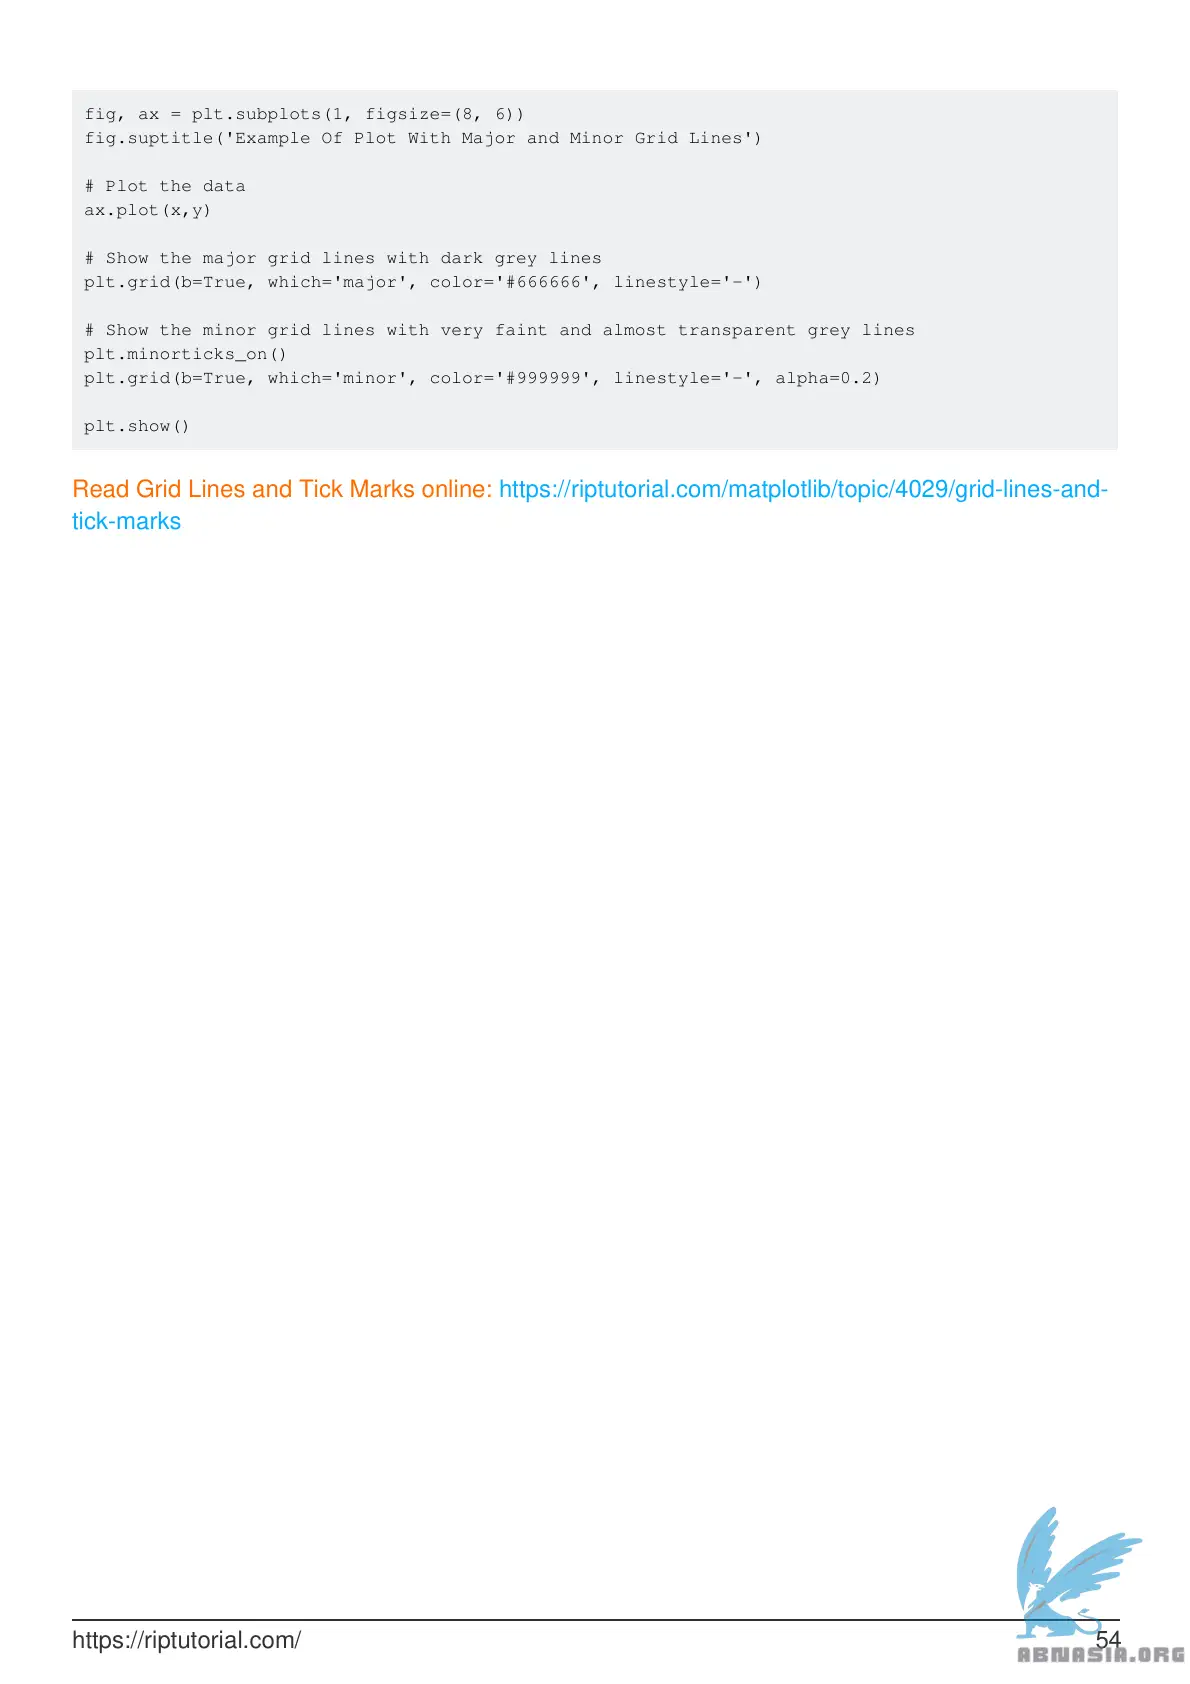 fig, ax = plt.subplots(1, figsize=(8, 6))
fig.suptitle('Example Of Plot With Major and Minor Grid Lines')
# Plot the data
ax.plot(x,y)
# Show the major grid lines with dark grey lines
plt.grid(b=True, which='major', color='#666666', linestyle='-')
# Show the minor grid lines with very faint and almost transparent grey lines
plt.minorticks_on()
plt.grid(b=True, which='minor', color='#999999', linestyle='-', alpha=0.2)
plt.show()
Read Grid Lines and Tick Marks online: https://riptutorial.com/matplotlib/topic/4029/grid-lines-and-
tick-marks
https://riptutorial.com/
54
ABNASIA.ORG